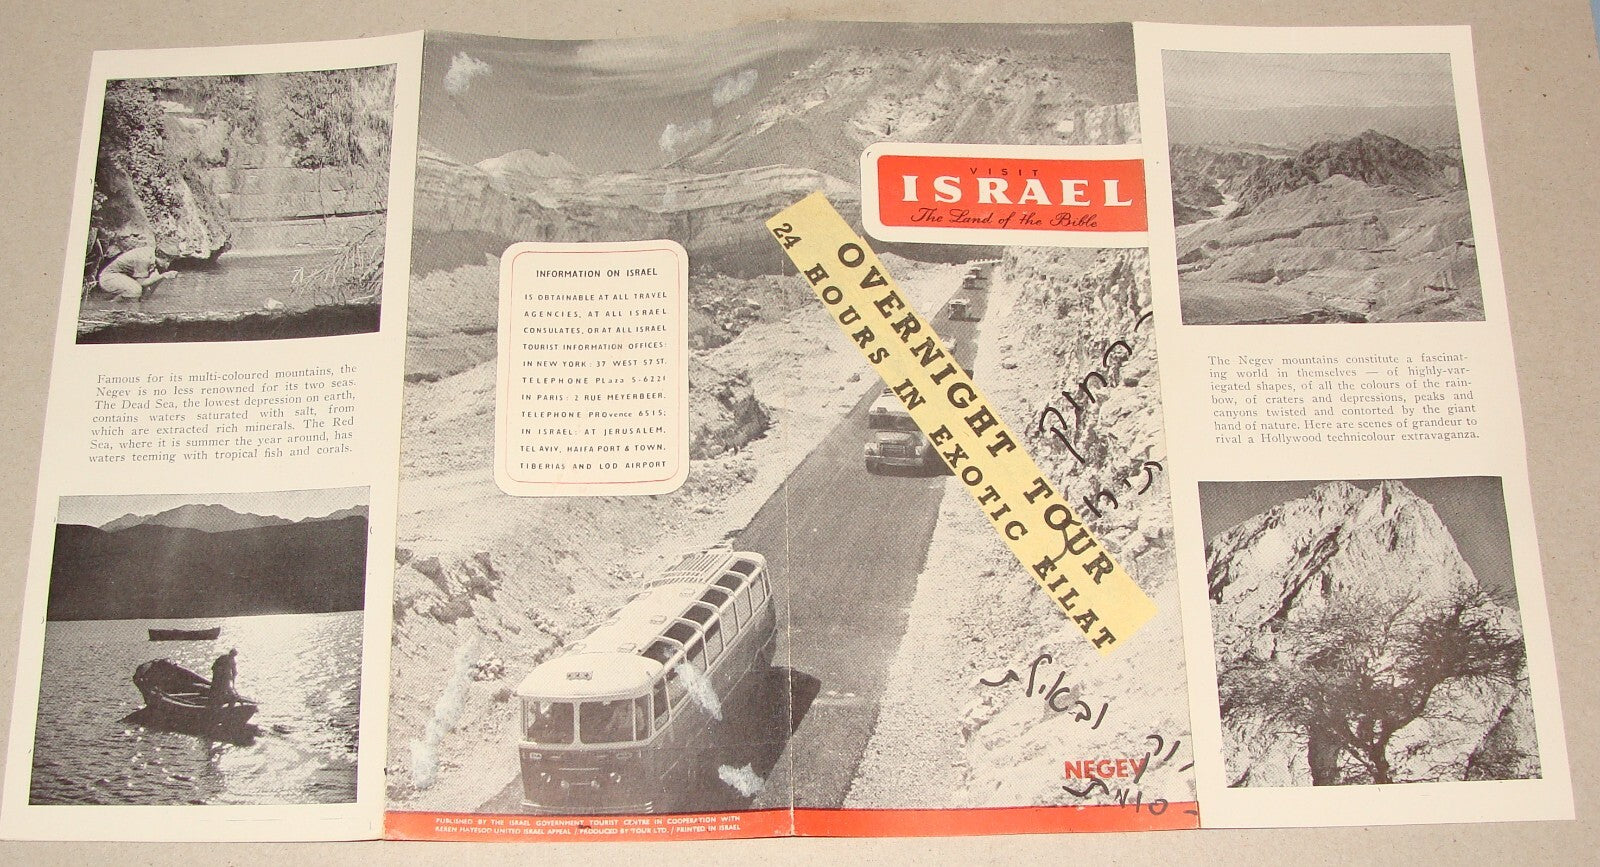 Famous for its multi-coloured mountains, the
Negev is no less renowned for its two seas.
The Dead Sea, the lowest depression on earth,
contains waters saturated with salt, from
which are extracted rich minerals. The Red
Sea, where it is summer the year around, has
waters teeming with tropical fish and corals.
INFORMATION ON ISRAEL
IS OBTAINABLE AT ALL TRAVEL
AGENCIES, AT ALL ISRAEL
CONSULATES, OR AT ALL ISRAEL
TOURIST INFORMATION OFFICES:
IN NEW YORK: 37 WEST 57 ST.
TELEPHONE PLaza 5-6221
IN PARIS: 2 RUE MEYERBEER,
TELEPHONE PROvence 6515;
IN ISRAEL: AT JERUSALEM,
TEL AVIV, HAIFA PORT & TOWN,
TIBERIAS AND LOD AIRPORT
PUBLISHED BY THE ISRAEL GOVERNMENT TOURIST CENTRE IN COOPERATION WITH
KEREN HAYESOD UNITED ISRAEL APPEAL / PRODUCED BY TOUR LTD. / PRINTED IN ISRAEL
VISIT
ISRAEL
The Land of the Bible
OVERNIGHT TOUR
24 HOURS IN EXOTIC EILAT
ובאילת
NEGEV
The Negev mountains constitute a fascinat-
ing world in themselves — of highly-var-
iegated shapes, of all the colours of the rain-
bow, of craters and depressions, peaks and
canyons twisted and contorted by the giant
hand of nature. Here are scenes of grandeur to
rival a Hollywood technicolour extravaganza.